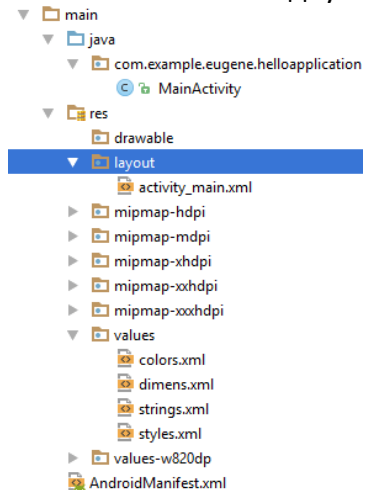 main
java
com.example.eugene.helloapplication
MainActivity
res
drawable
layout
activity_main.xml
mipmap-hdpi
mipmap-mdpi
mipmap-xhdpi
mipmap-xxhdpi
mipmap-xxxhdpi
values
colors.xml
dimens.xml
strings.xml
styles.xml
values-w820dp
AndroidManifest.xml